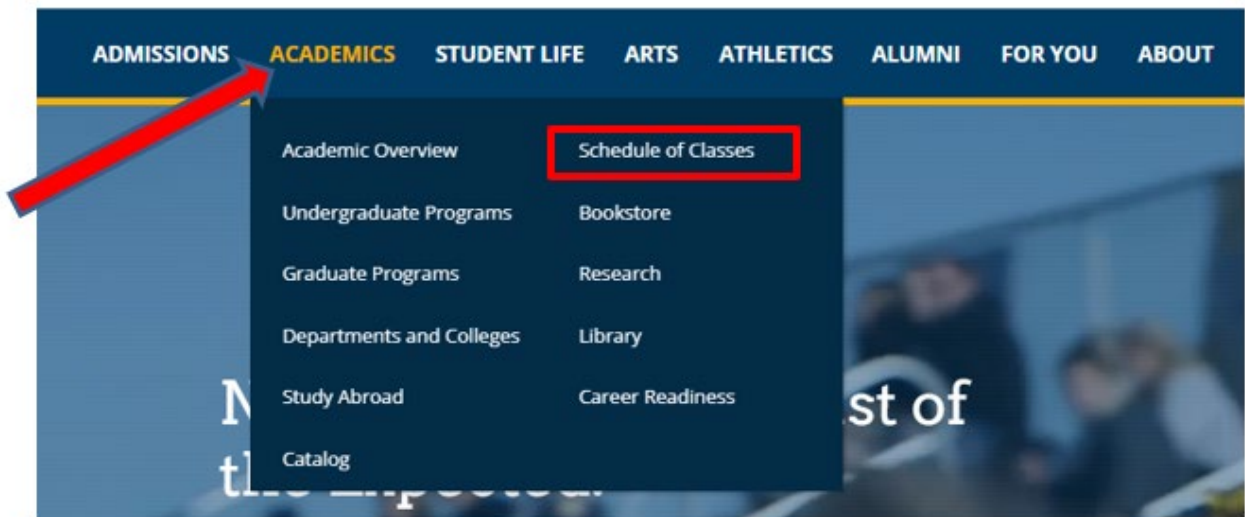 ADMISSIONS ACADEMICS STUDENT LIFE ARTS ATHLETICS ALUMNI FOR YOU ABOUT
Academic Overview
Undergraduate Programs
Graduate Programs
Departments and Colleges
Study Abroad
Catalog
Schedule of Classes
Bookstore
Research
Library
Career Readiness
of